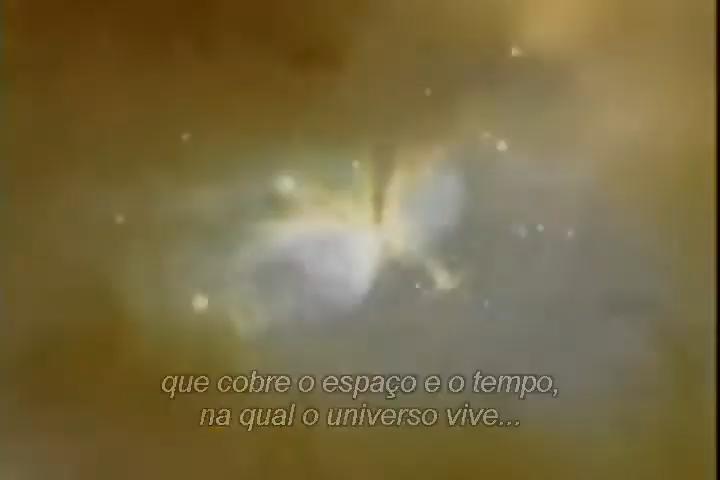 que cobre o espaço e o tempo,
na qual o universo vive...